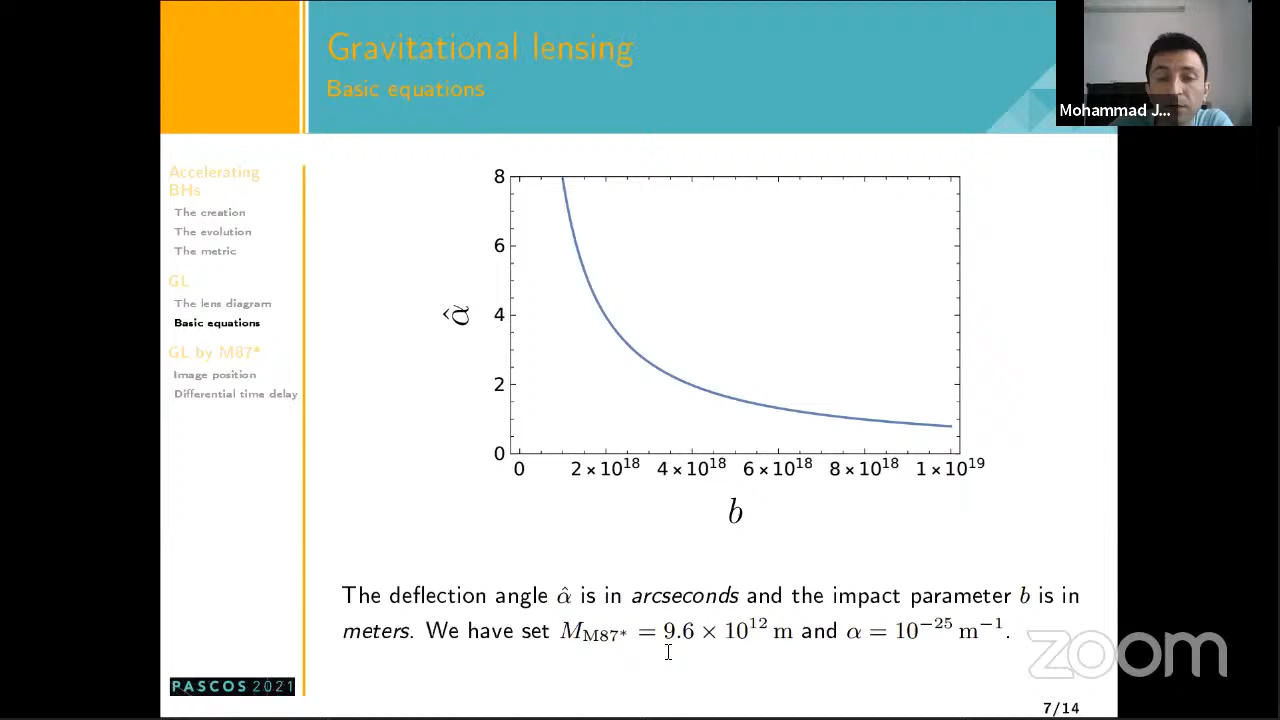 Gravitational lensing
Basic equations
Mohammad J...
Accelerating
BHs
The creation
The evolution
The metric
GL
The lens diagram
Basic equations
GL by M87*
Image position
Differential time delay
8
6
4
2
0
α̂
0 2×10¹⁸ 4×10¹⁸ 6×10¹⁸ 8×10¹⁸ 1×10¹⁹
b
The deflection angle α̂ is in arcseconds and the impact parameter b is in
meters. We have set M_M87* = 9.6 × 10¹² m and α = 10⁻²⁵ m⁻¹.
zoom
PASCOS 2021
7/14